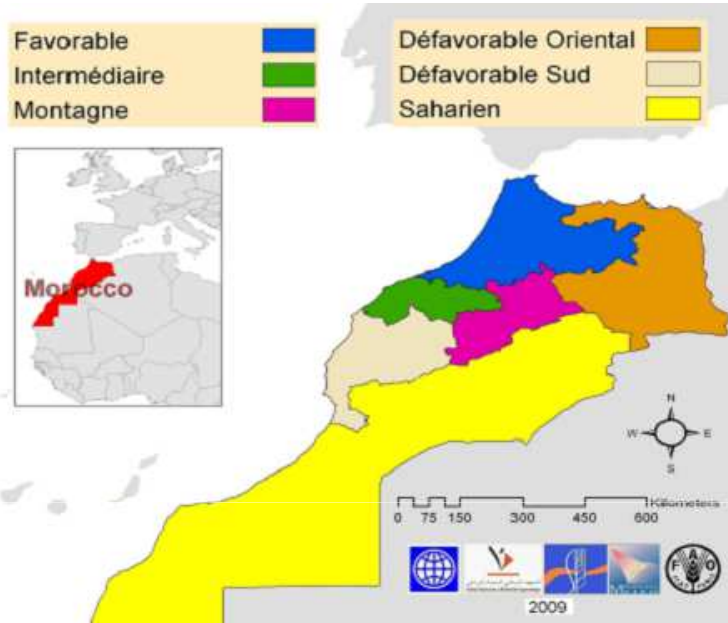 Favorable
Intermédiaire
Montagne
Défavorable Oriental
Défavorable Sud
Saharien
Morocco
N
W E
S
Kilometers
0 75 150 300 450 600
F A O
2009